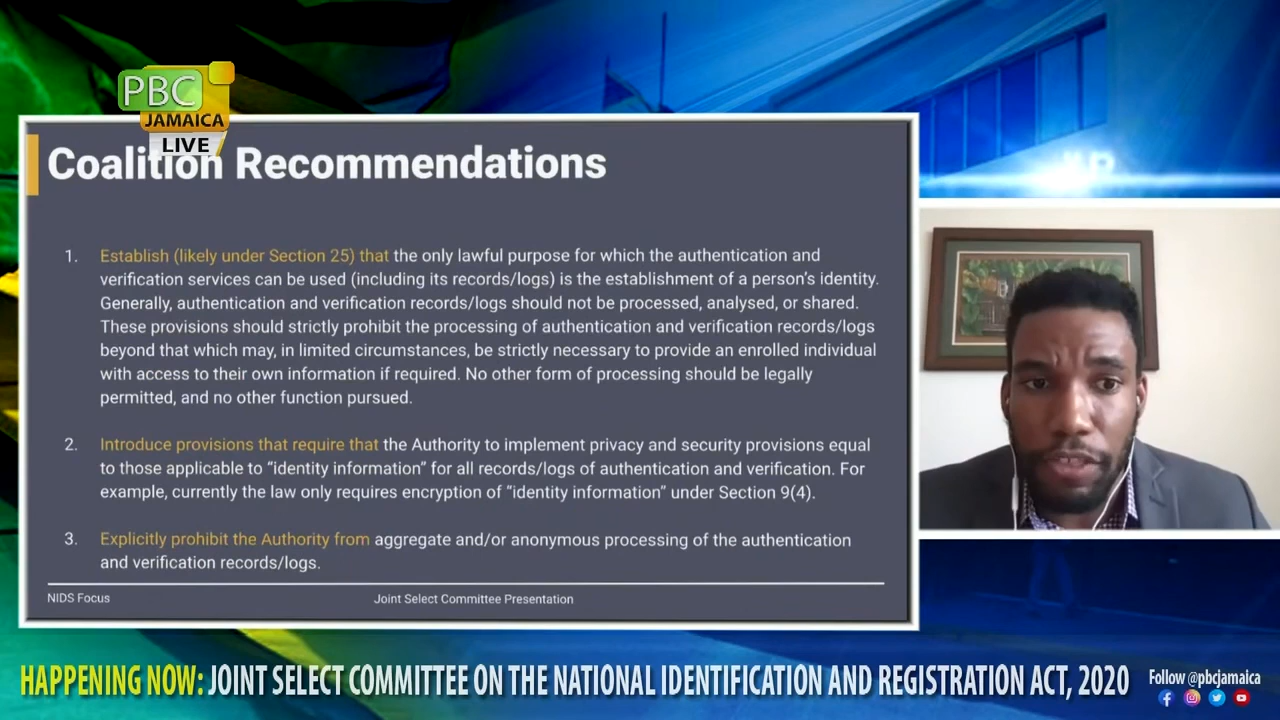 PBC
JAMAICA
LIVE
Coalition Recommendations
1. Establish (likely under Section 25) that the only lawful purpose for which the authentication and
verification services can be used (including its records/logs) is the establishment of a person’s identity.
Generally, authentication and verification records/logs should not be processed, analysed, or shared.
These provisions should strictly prohibit the processing of authentication and verification records/logs
beyond that which may, in limited circumstances, be strictly necessary to provide an enrolled individual
with access to their own information if required. No other form of processing should be legally
permitted, and no other function pursued.
2. Introduce provisions that require that the Authority to implement privacy and security provisions equal
to those applicable to “identity information” for all records/logs of authentication and verification. For
example, currently the law only requires encryption of “identity information” under Section 9(4).
3. Explicitly prohibit the Authority from aggregate and/or anonymous processing of the authentication
and verification records/logs.
NIDS Focus
Joint Select Committee Presentation
HAPPENING NOW: JOINT SELECT COMMITTEE ON THE NATIONAL IDENTIFICATION AND REGISTRATION ACT, 2020
Follow @pbcjamaica